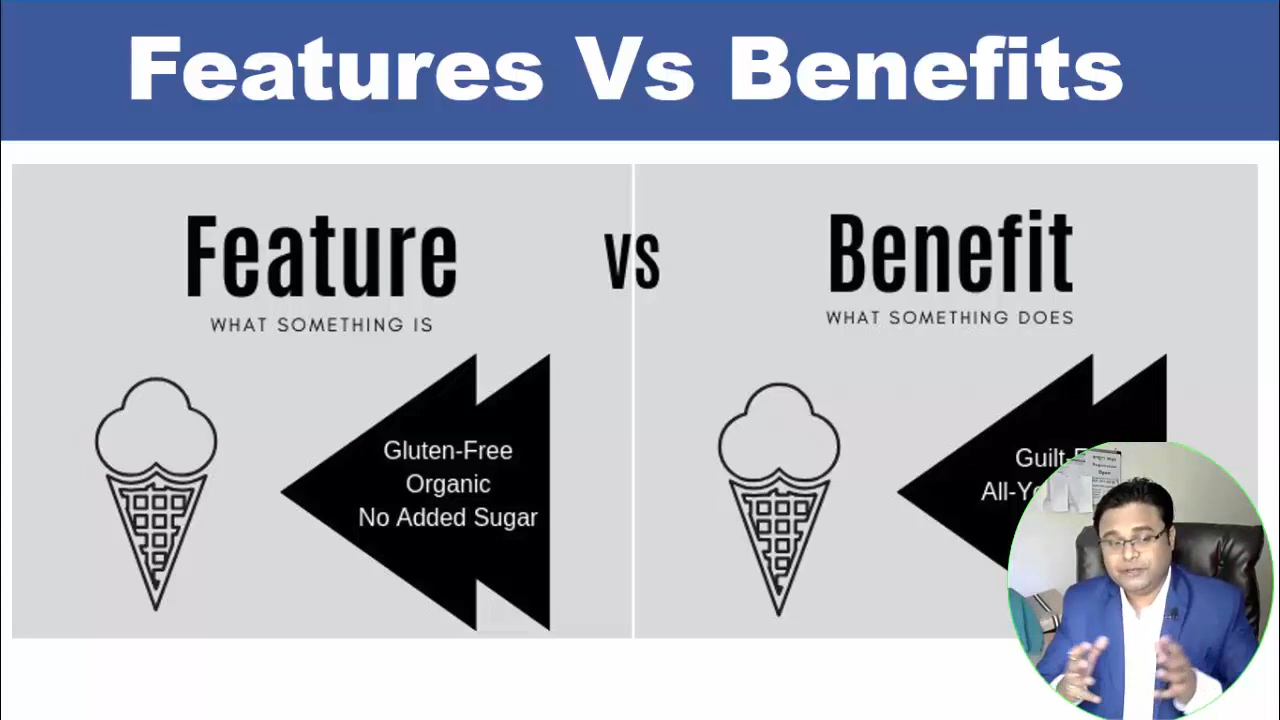 Features Vs Benefits
Feature
WHAT SOMETHING IS
VS
Benefit
WHAT SOMETHING DOES
Gluten-Free
Organic
No Added Sugar